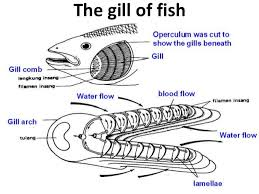 The gill of fish
Operculum was cut to
show the gills beneath
Gill
Gill comb
lengkung insang
filamen insang
blood flow
filamen insang
Water flow
Gill arch
tulang
Water flow
lamellae